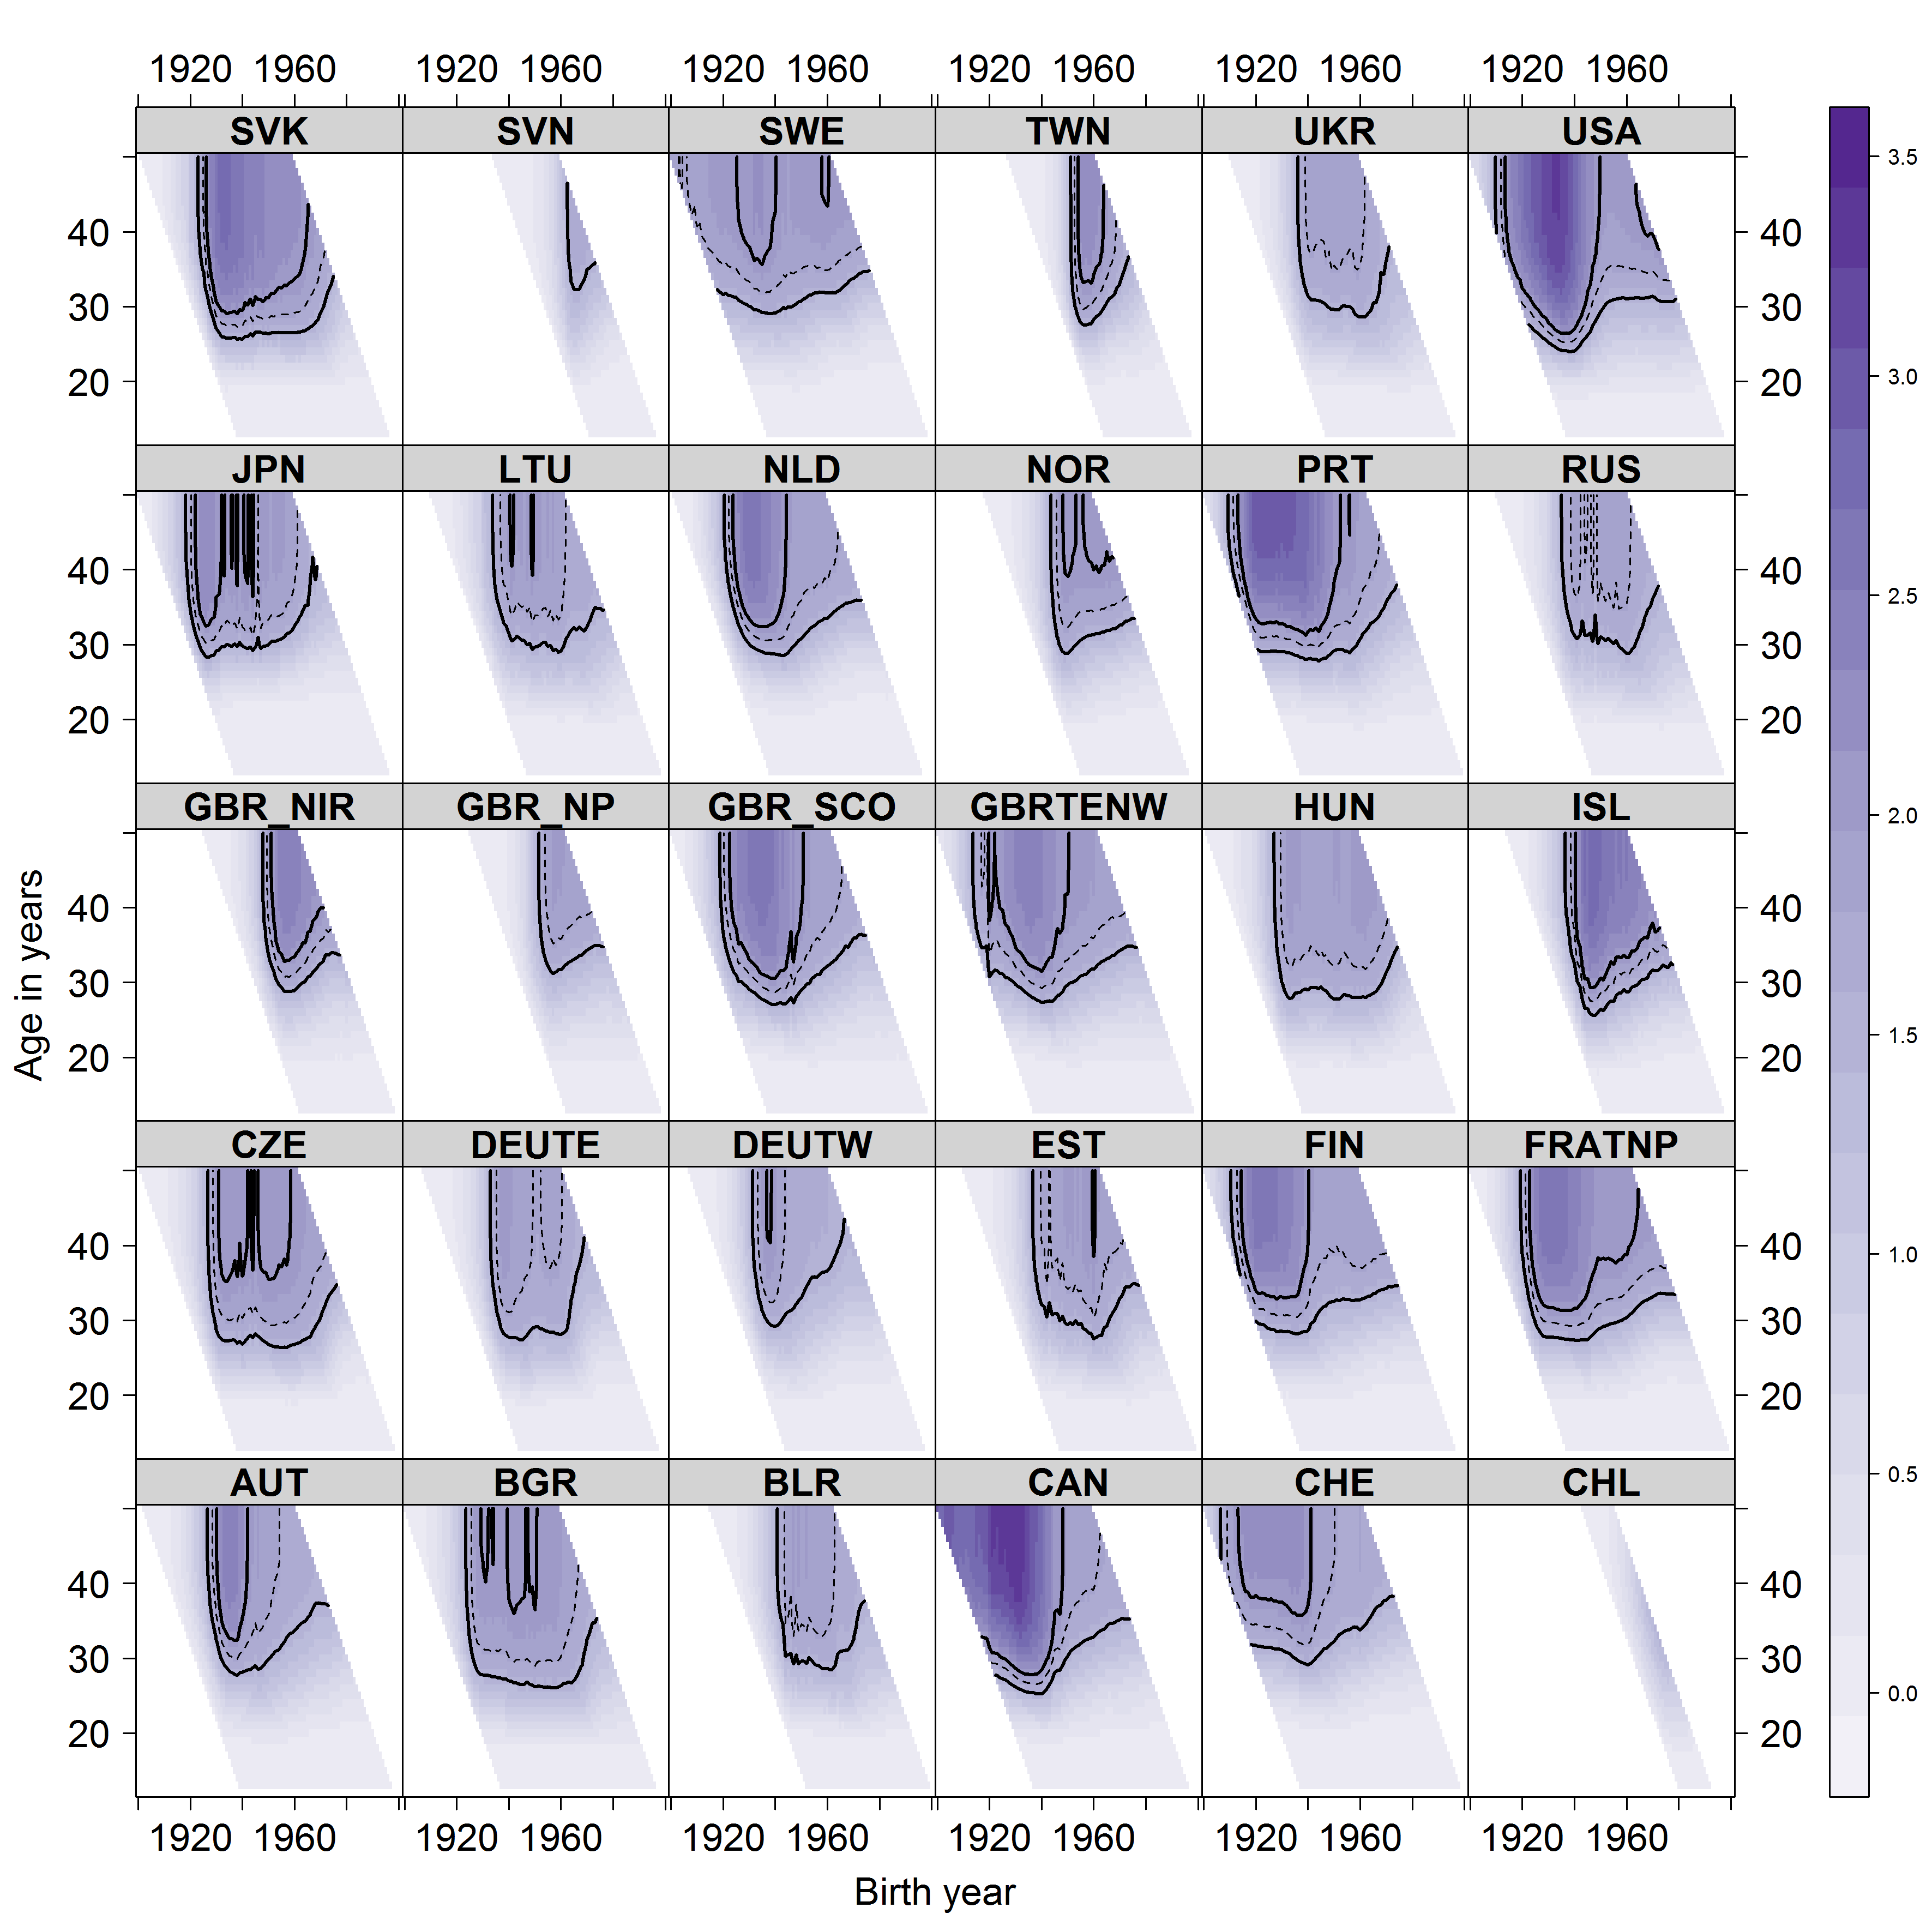 1920 1960 1920 1960 1920 1960 1920 1960 1920 1960 1920 1960
SVK SVN SWE TWN UKR USA
40 40
30 30
20 20
JPN LTU NLD NOR PRT RUS
40 40
30 30
20 20
GBR_NIR GBR_NP GBR_SCO GBRTENW HUN ISL
40 40
30 30
20 20
CZE DEUTE DEUTW EST FIN FRATNP
40 40
30 30
20 20
AUT BGR BLR CAN CHE CHL
40 40
30 30
20 20
1920 1960 1920 1960 1920 1960 1920 1960 1920 1960 1920 1960
Birth year
Age in years
3.5
3.0
2.5
2.0
1.5
1.0
0.5
0.0